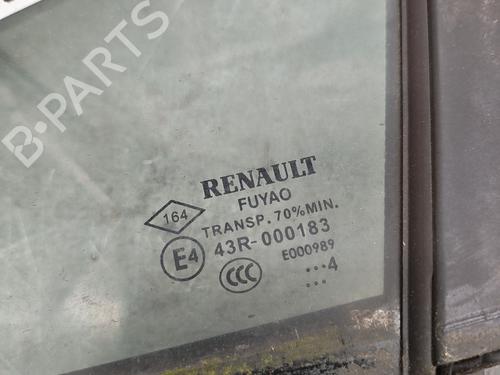 B-PARTS
RENAULT
FUYAO
164
TRANSP. 70%MIN.
E4
43R-000183
CCC
E000989
...4
...